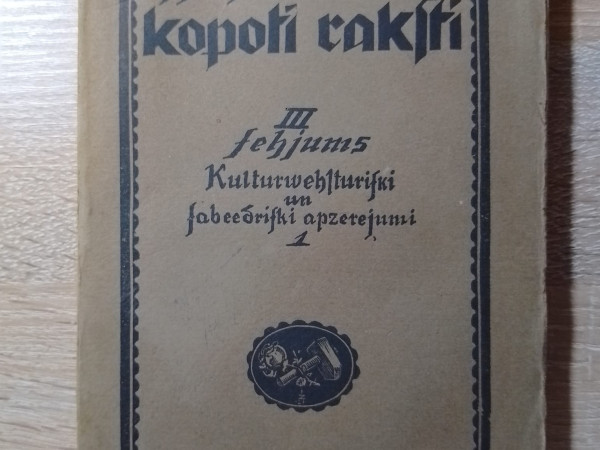 kopoti rakſti
III
ſehjums
Kulturwehſturiſki
un
ſabeedriſki apzerejumi
1